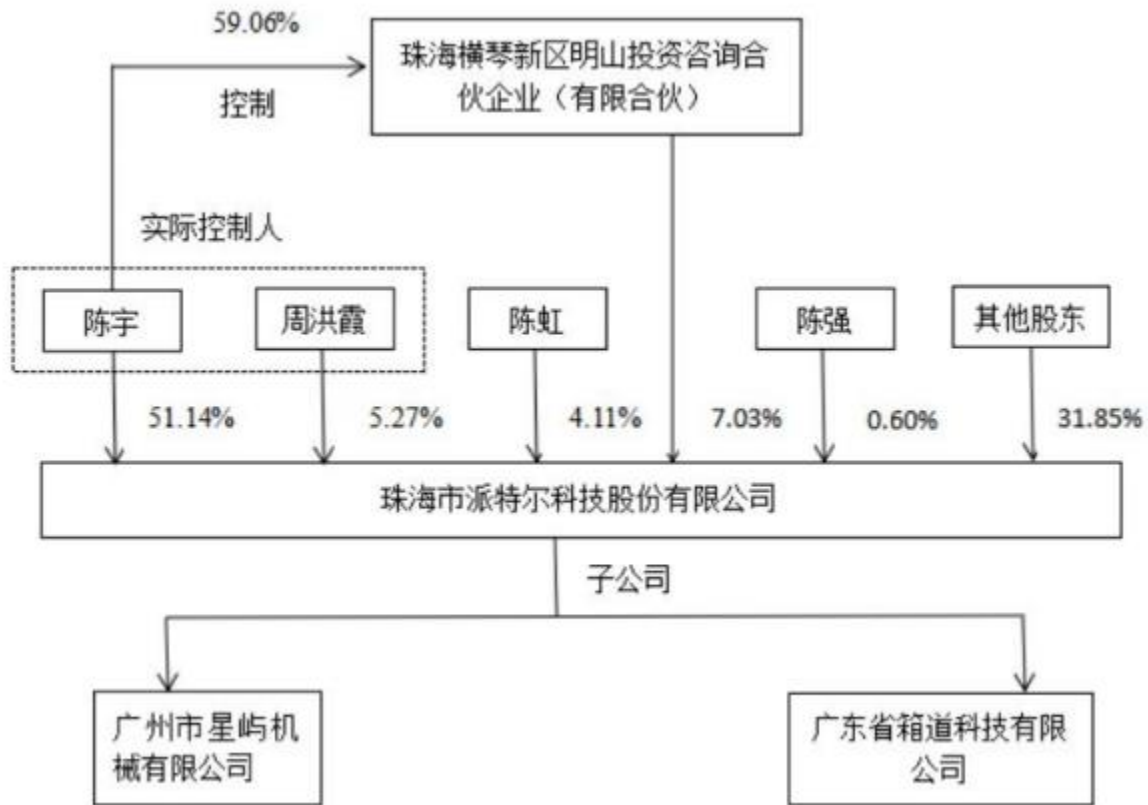 59.06%
珠海横琴新区明山投资咨询合
伙企业（有限合伙）
控制
实际控制人
陈宇
周洪霞
陈虹
陈强
其他股东
51.14%
5.27%
4.11%
7.03%
0.60%
31.85%
珠海市派特尔科技股份有限公司
子公司
广州市星屿机
械有限公司
广东省箱道科技有限
公司